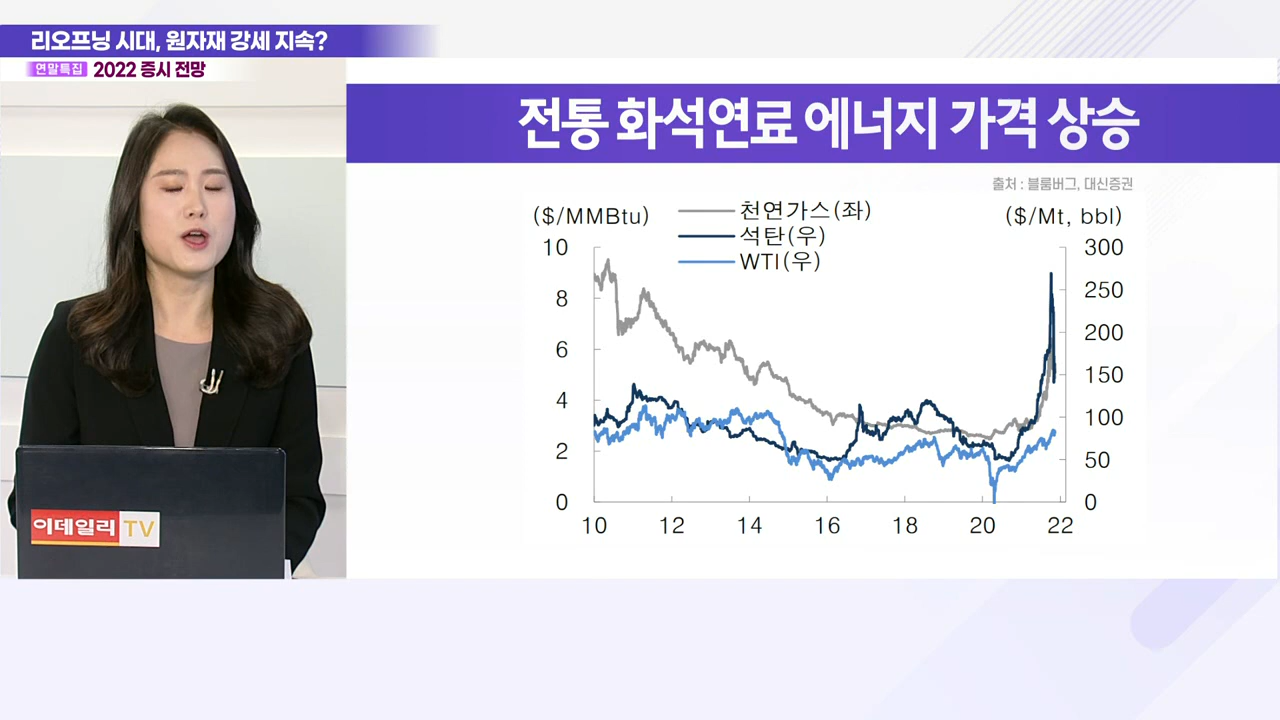 리오프닝 시대, 원자재 강세 지속?
연말특집 2022 증시 전망
전통 화석연료 에너지 가격 상승
출처 : 블룸버그, 대신증권
($/MMBtu)
천연가스(좌)
석탄(우)
WTI(우)
($/Mt, bbl)
10
8
6
4
2
0
300
250
200
150
100
50
0
10 12 14 16 18 20 22
이데일리 TV